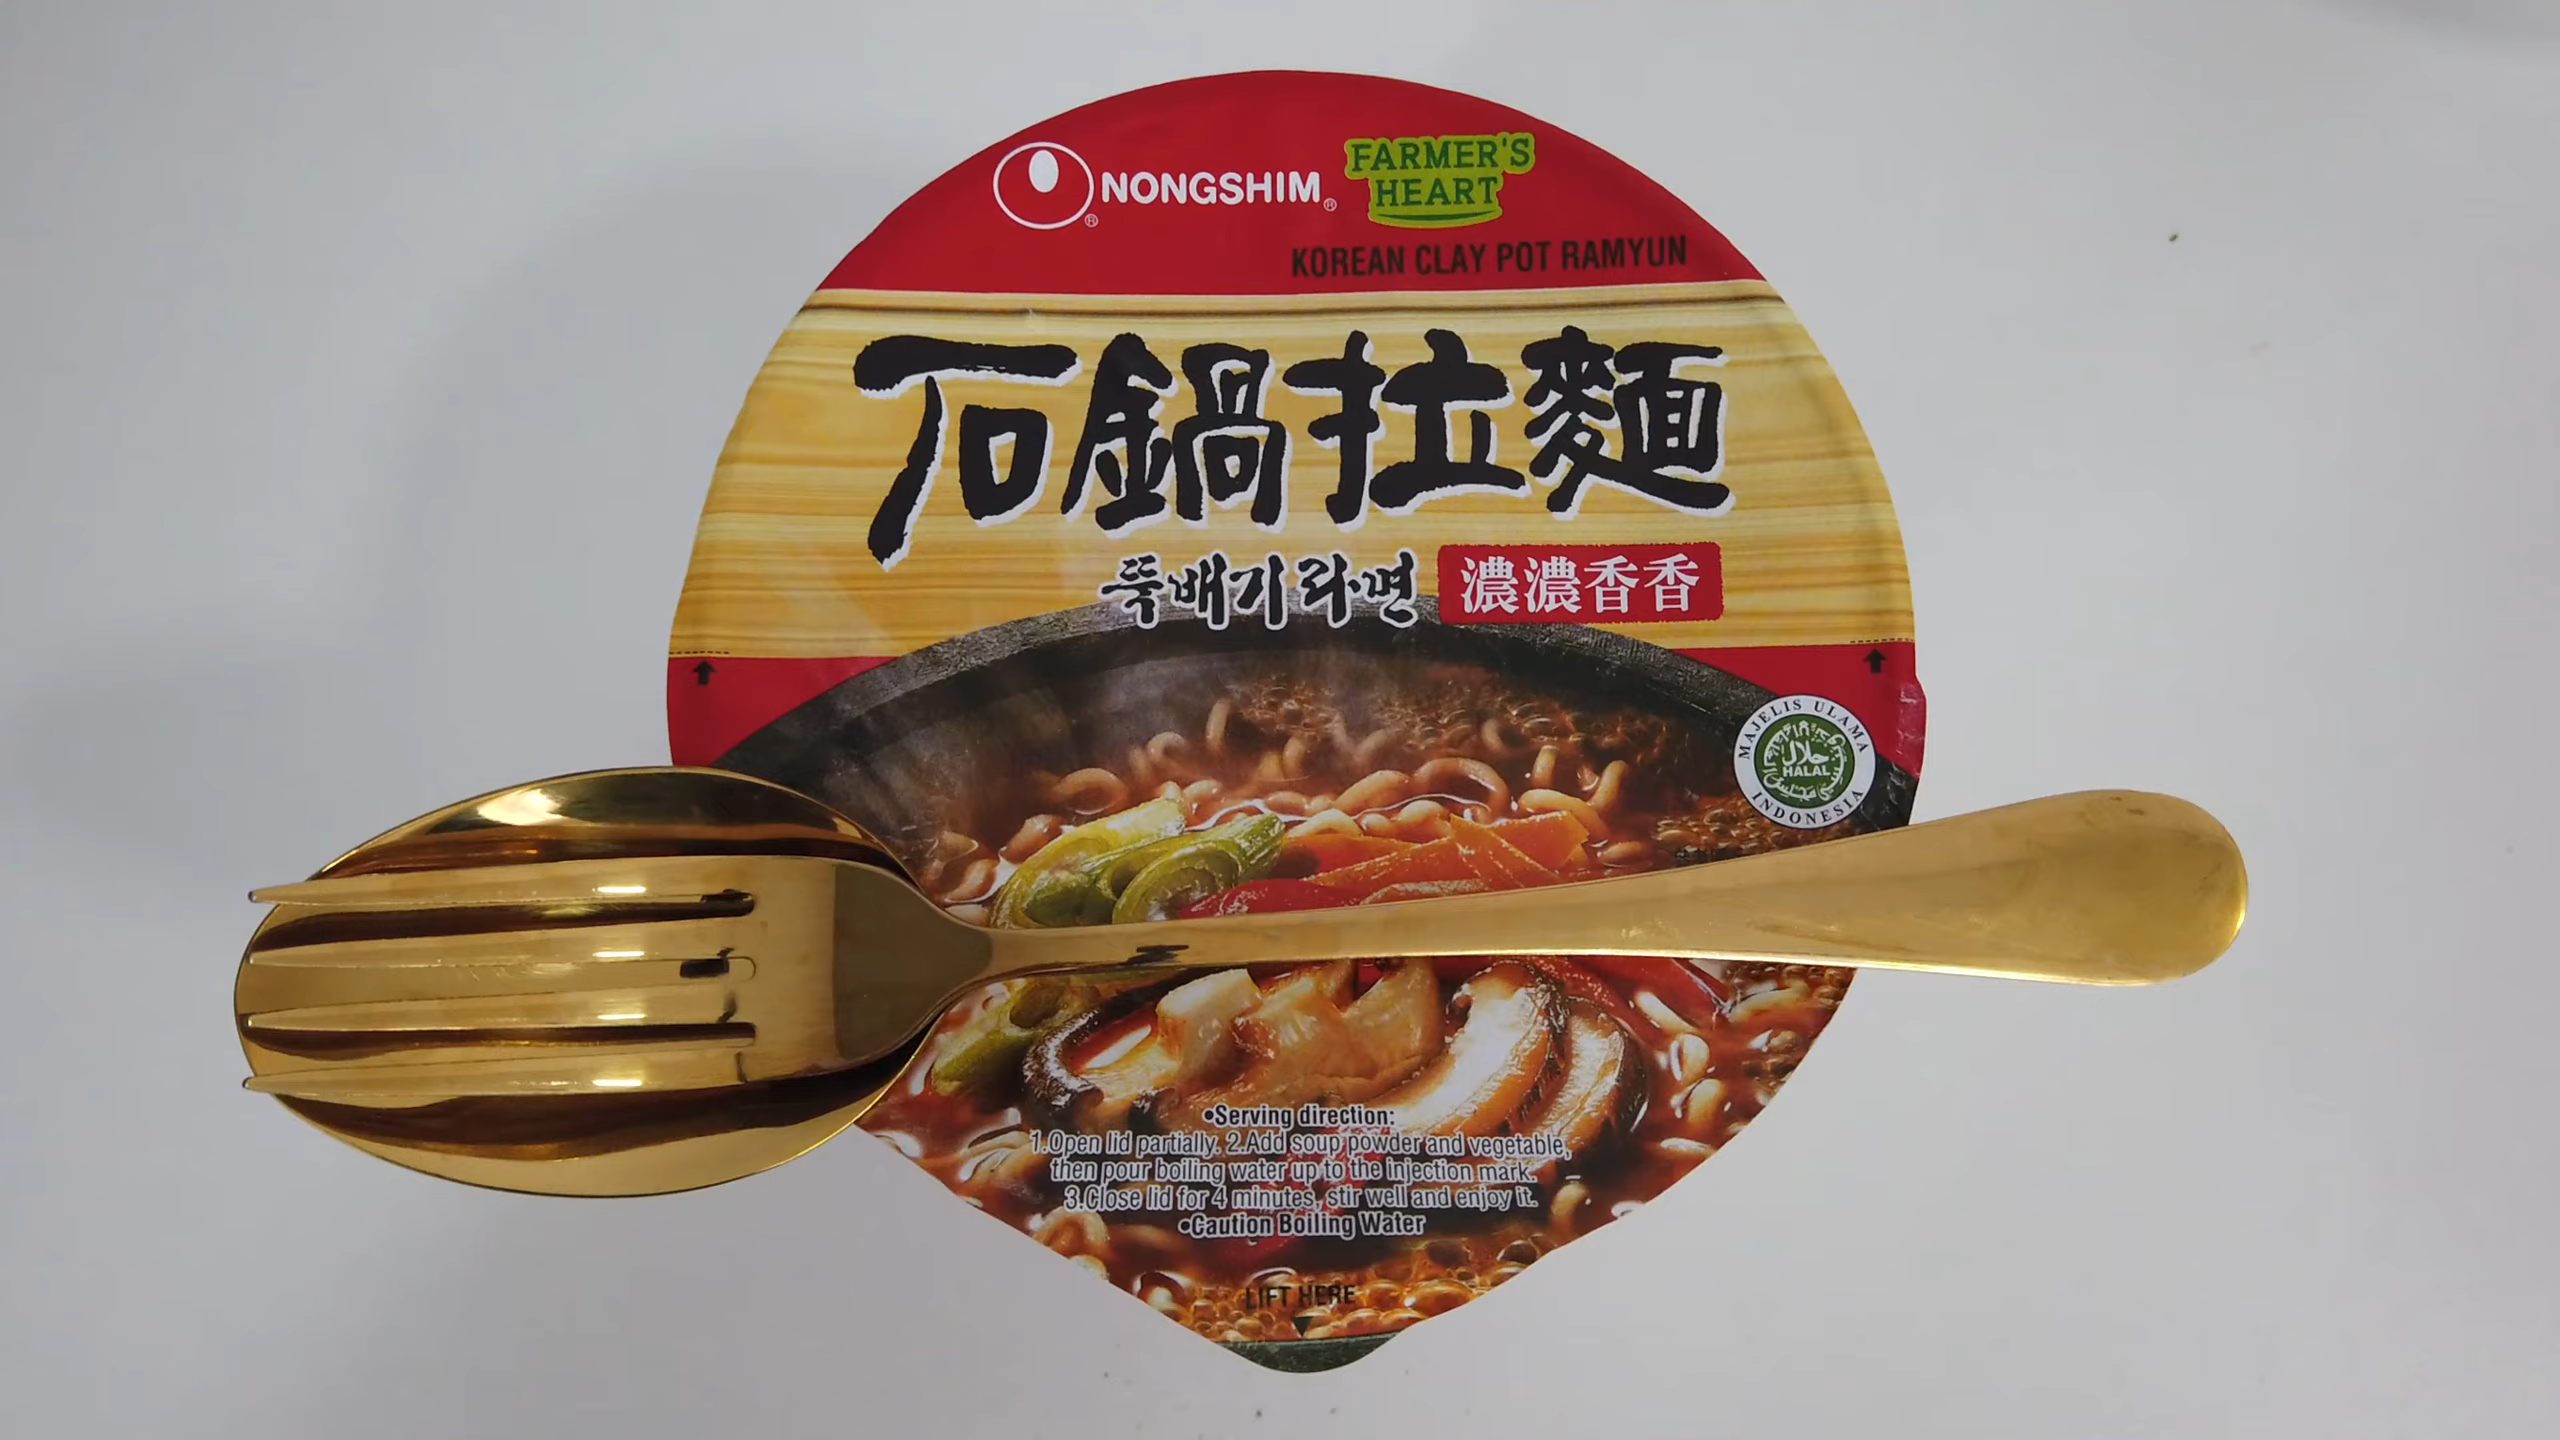 NONGSHIM®
FARMER'S
HEART
KOREAN CLAY POT RAMYUN
石鍋拉麵
뚝배기라면 濃濃香香
MAJELIS ULAMA
حلال
HALAL
INDONESIA
•Serving direction:
1.Open lid partially. 2.Add soup powder and vegetable,
then pour boiling water up to the injection mark.
3.Close lid for 4 minutes, stir well and enjoy it.
•Caution Boiling Water
LIFT HERE